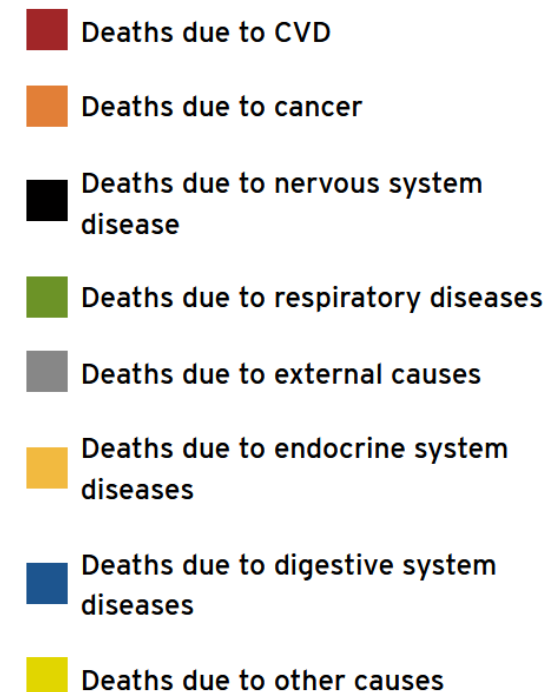 Deaths due to CVD
Deaths due to cancer
Deaths due to nervous system
disease
Deaths due to respiratory diseases
Deaths due to external causes
Deaths due to endocrine system
diseases
Deaths due to digestive system
diseases
Deaths due to other causes